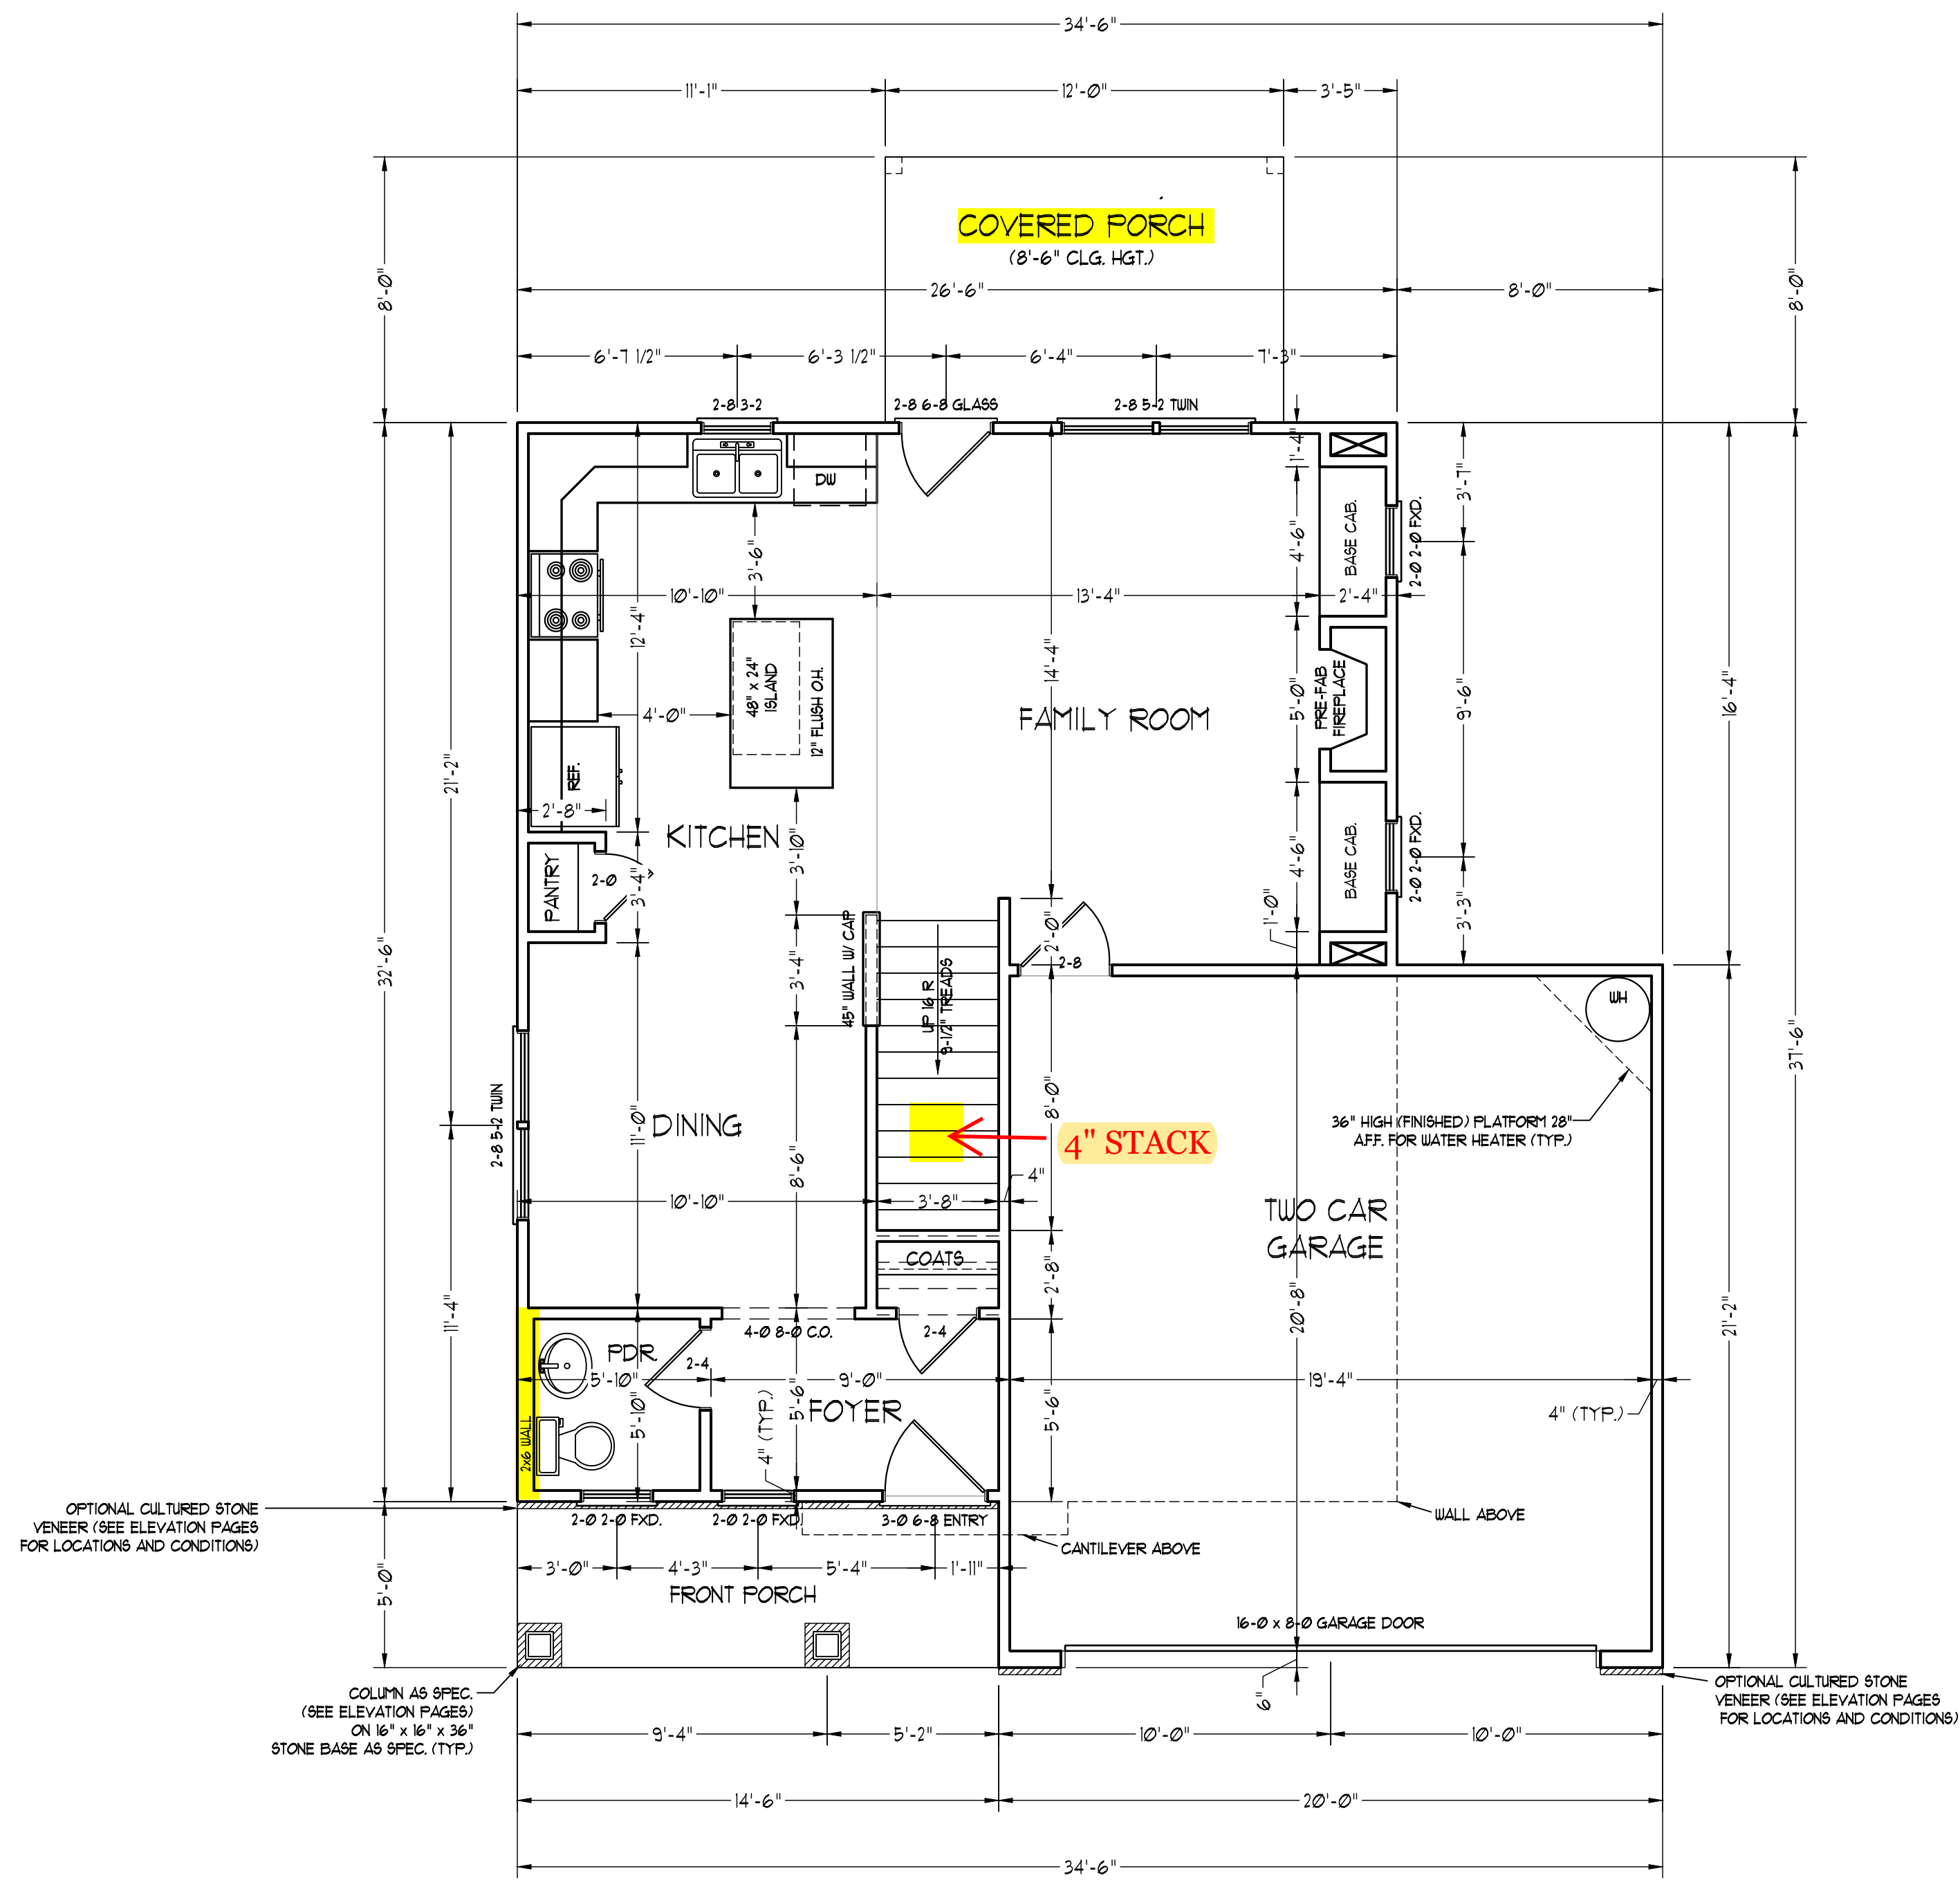 34'-6"
11'-1"
12'-0"
3'-5"
COVERED PORCH
(8'-6" CLG. HGT.)
8'-0"
8'-0"
26'-6"
8'-0"
6'-7 1/2"
6'-3 1/2"
6'-4"
7'-3"
2-8 3-2
2-8 6-8 GLASS
2-8 5-2 TWIN
1'-4"
3'-7"
DW
BASE CAB.
2-0 2-0 FXD.
4'-6"
3'-6"
10'-10"
13'-4"
2'-4"
12'-4"
14'-4"
48" x 24"
ISLAND
12" FLUSH O.H.
4'-0"
FAMILY ROOM
5'-0"
PRE-FAB
FIREPLACE
9'-6"
16'-4"
21'-2"
REF.
2'-8"
KITCHEN
3'-10"
4'-6"
BASE CAB.
2-0 2-0 FXD.
PANTRY
2-0
3'-4"
1'-0"
3'-3"
32'-6"
45" WALL W/ CAP
3'-4"
UP 16 R
9-1/2" TREADS
2'-0"
2-8
WH
37'-6"
2-8 5-2 TWIN
DINING
11'-0"
8'-6"
8'-0"
4" STACK
36" HIGH (FINISHED) PLATFORM 28"
A.F.F. FOR WATER HEATER (TYP.)
10'-10"
3'-8"
4"
TWO CAR
GARAGE
COATS
2'-8"
11'-4"
20'-8"
21'-2"
4-0 8-0 C.O.
2-4
PDR.
2-4
5'-10"
9'-0"
19'-4"
FOYER
5'-10"
4" (TYP.)
5'-6"
5'-6"
4" (TYP.)
2x6 WALL
OPTIONAL CULTURED STONE
VENEER (SEE ELEVATION PAGES
FOR LOCATIONS AND CONDITIONS)
2-0 2-0 FXD.
2-0 2-0 FXD.
3-0 6-8 ENTRY
WALL ABOVE
CANTILEVER ABOVE
3'-0"
4'-3"
5'-4"
1'-11"
5'-0"
FRONT PORCH
16-0 x 8-0 GARAGE DOOR
6"
COLUMN AS SPEC.
(SEE ELEVATION PAGES)
ON 16" x 16" x 36"
STONE BASE AS SPEC. (TYP.)
OPTIONAL CULTURED STONE
VENEER (SEE ELEVATION PAGES
FOR LOCATIONS AND CONDITIONS)
9'-4"
5'-2"
10'-0"
10'-0"
14'-6"
20'-0"
34'-6"